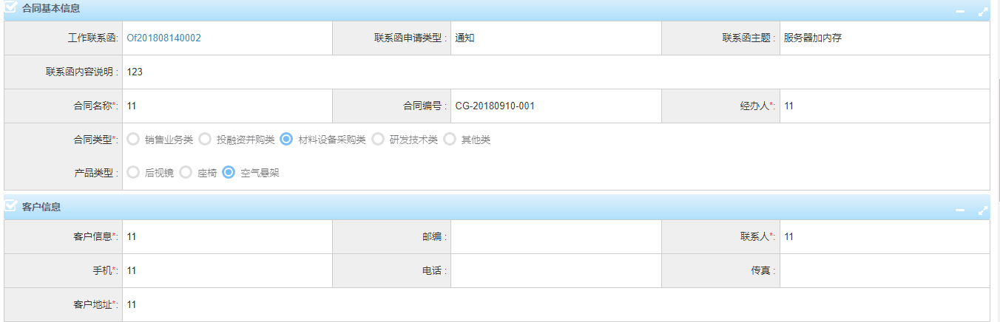 合同基本信息
工作联系函: Of201808140002 联系函申请类型 : 通知 联系函主题 : 服务器加内存
联系函内容说明 : 123
合同名称*: 11 合同编号 : CG-20180910-001 经办人*: 11
合同类型*: 销售业务类 投融资并购类 材料设备采购类 研发技术类 其他类
产品类型 : 后视镜 座椅 空气悬架
客户信息
客户信息*: 11 邮编 : 联系人*: 11
手机*: 11 电话 : 传真 :
客户地址*: 11